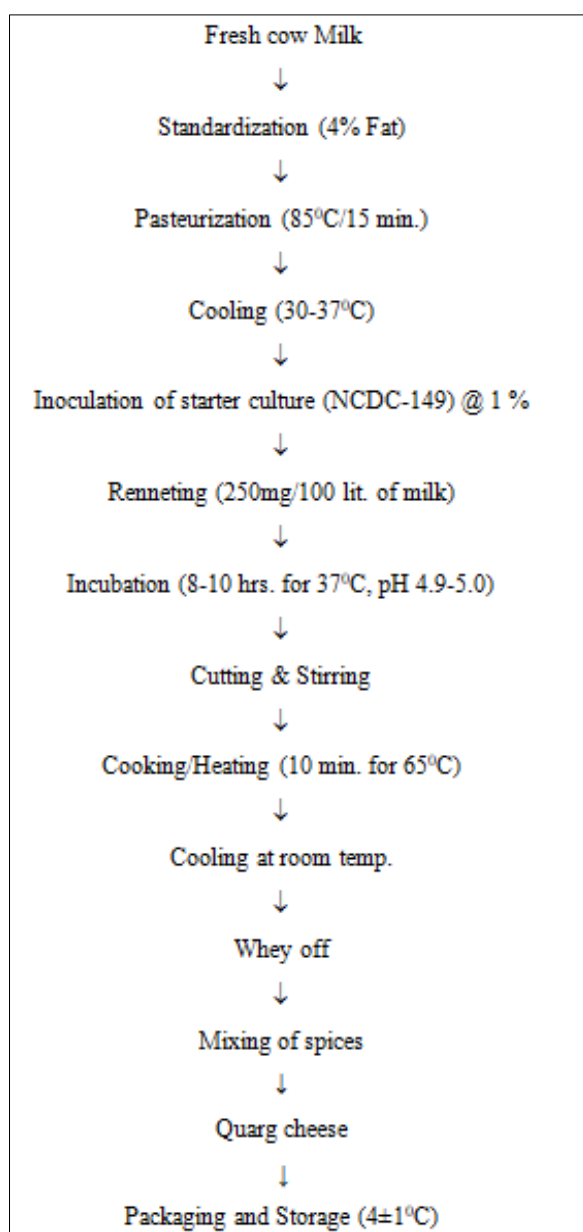 Fresh cow Milk
↓
Standardization (4% Fat)
↓
Pasteurization (85⁰C/15 min.)
↓
Cooling (30-37⁰C)
↓
Inoculation of starter culture (NCDC-149) @ 1 %
↓
Renneting (250mg/100 lit. of milk)
↓
Incubation (8-10 hrs. for 37⁰C, pH 4.9-5.0)
↓
Cutting & Stirring
↓
Cooking/Heating (10 min. for 65⁰C)
↓
Cooling at room temp.
↓
Whey off
↓
Mixing of spices
↓
Quarg cheese
↓
Packaging and Storage (4±1⁰C)